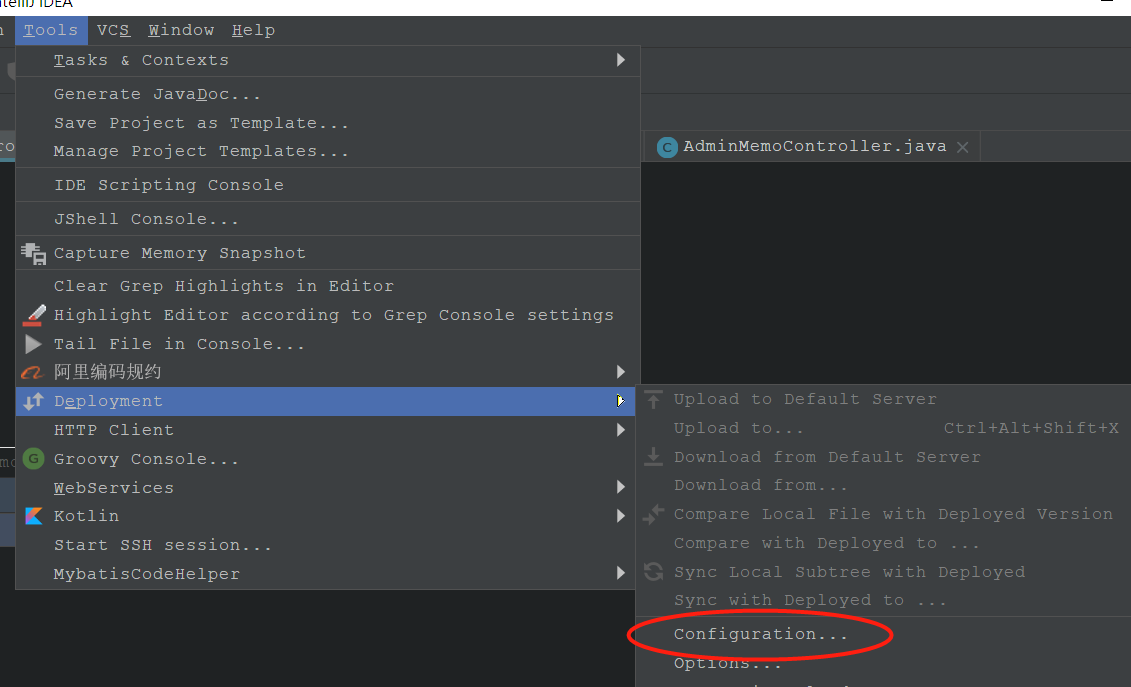 IntelliJ IDEA
Tools VCS Window Help
Tasks & Contexts
Generate JavaDoc...
Save Project as Template...
Manage Project Templates...
AdminMemoController.java
IDE Scripting Console
JShell Console...
Capture Memory Snapshot
Clear Grep Highlights in Editor
Highlight Editor according to Grep Console settings
Tail File in Console...
阿里编码规约
Deployment
HTTP Client
Groovy Console...
WebServices
Kotlin
Start SSH session...
MybatisCodeHelper
Upload to Default Server
Upload to... Ctrl+Alt+Shift+X
Download from Default Server
Download from...
Compare Local File with Deployed Version
Compare with Deployed to ...
Sync Local Subtree with Deployed
Sync with Deployed to ...
Configuration...
Options...